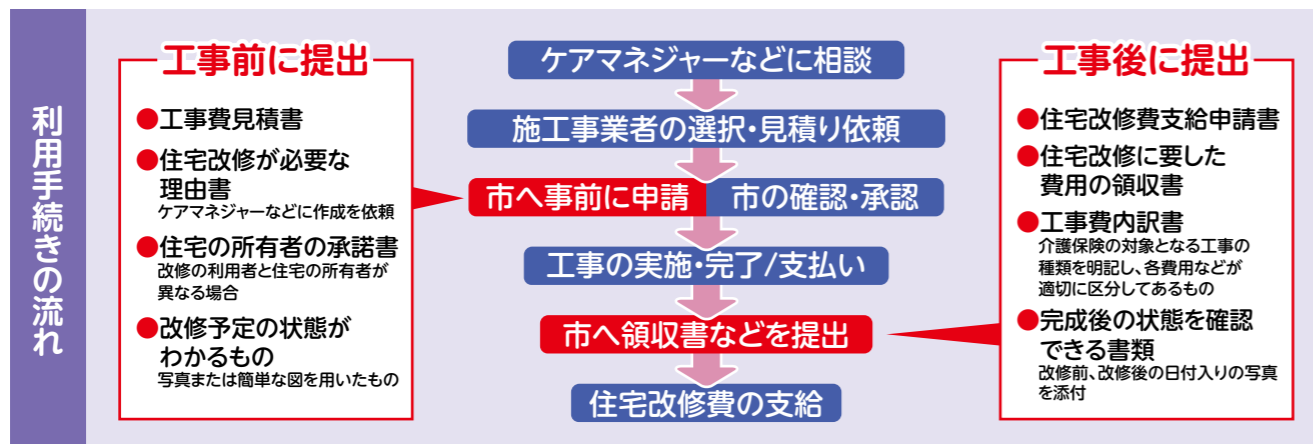 利用手続きの流れ
工事前に提出
●工事費見積書
●住宅改修が必要な
理由書
ケアマネジャーなどに作成を依頼
●住宅の所有者の承諾書
改修の利用者と住宅の所有者が
異なる場合
●改修予定の状態が
わかるもの
写真または簡単な図を用いたもの
ケアマネジャーなどに相談
施工事業者の選択・見積り依頼
市へ事前に申請 市の確認・承認
工事の実施・完了/支払い
市へ領収書などを提出
住宅改修費の支給
工事後に提出
●住宅改修費支給申請書
●住宅改修に要した
費用の領収書
●工事費内訳書
介護保険の対象となる工事の
種類を明記し、各費用などが
適切に区分してあるもの
●完成後の状態を確認
できる書類
改修前、改修後の日付入りの写真
を添付